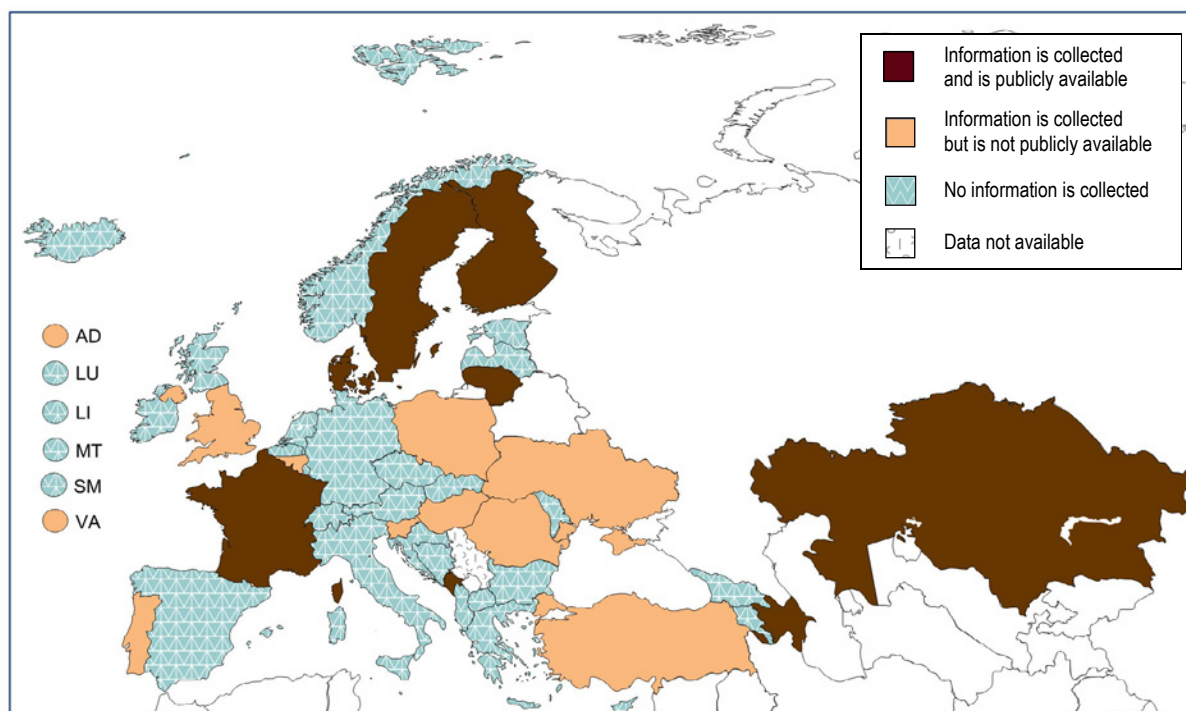 Information is collected
and is publicly available
Information is collected
but is not publicly available
No information is collected
Data not available
AD
LU
LI
MT
SM
VA